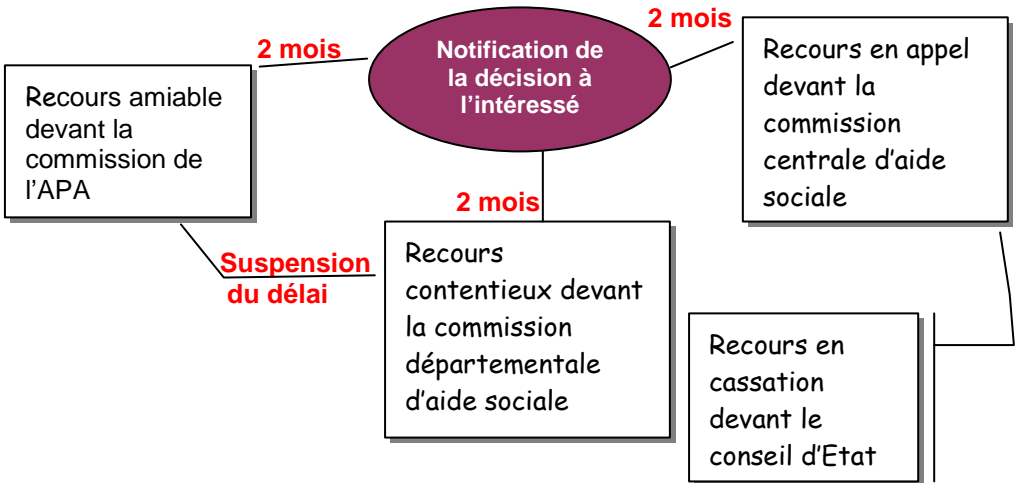 2 mois
Notification de
la décision à
l'intéressé
2 mois
Recours en appel
devant la
commission
centrale d'aide
sociale
Recours amiable
devant la
commission de
l'APA
2 mois
Suspension
du délai
Recours
contentieux devant
la commission
départementale
d'aide sociale
Recours en
cassation
devant le
conseil d'Etat